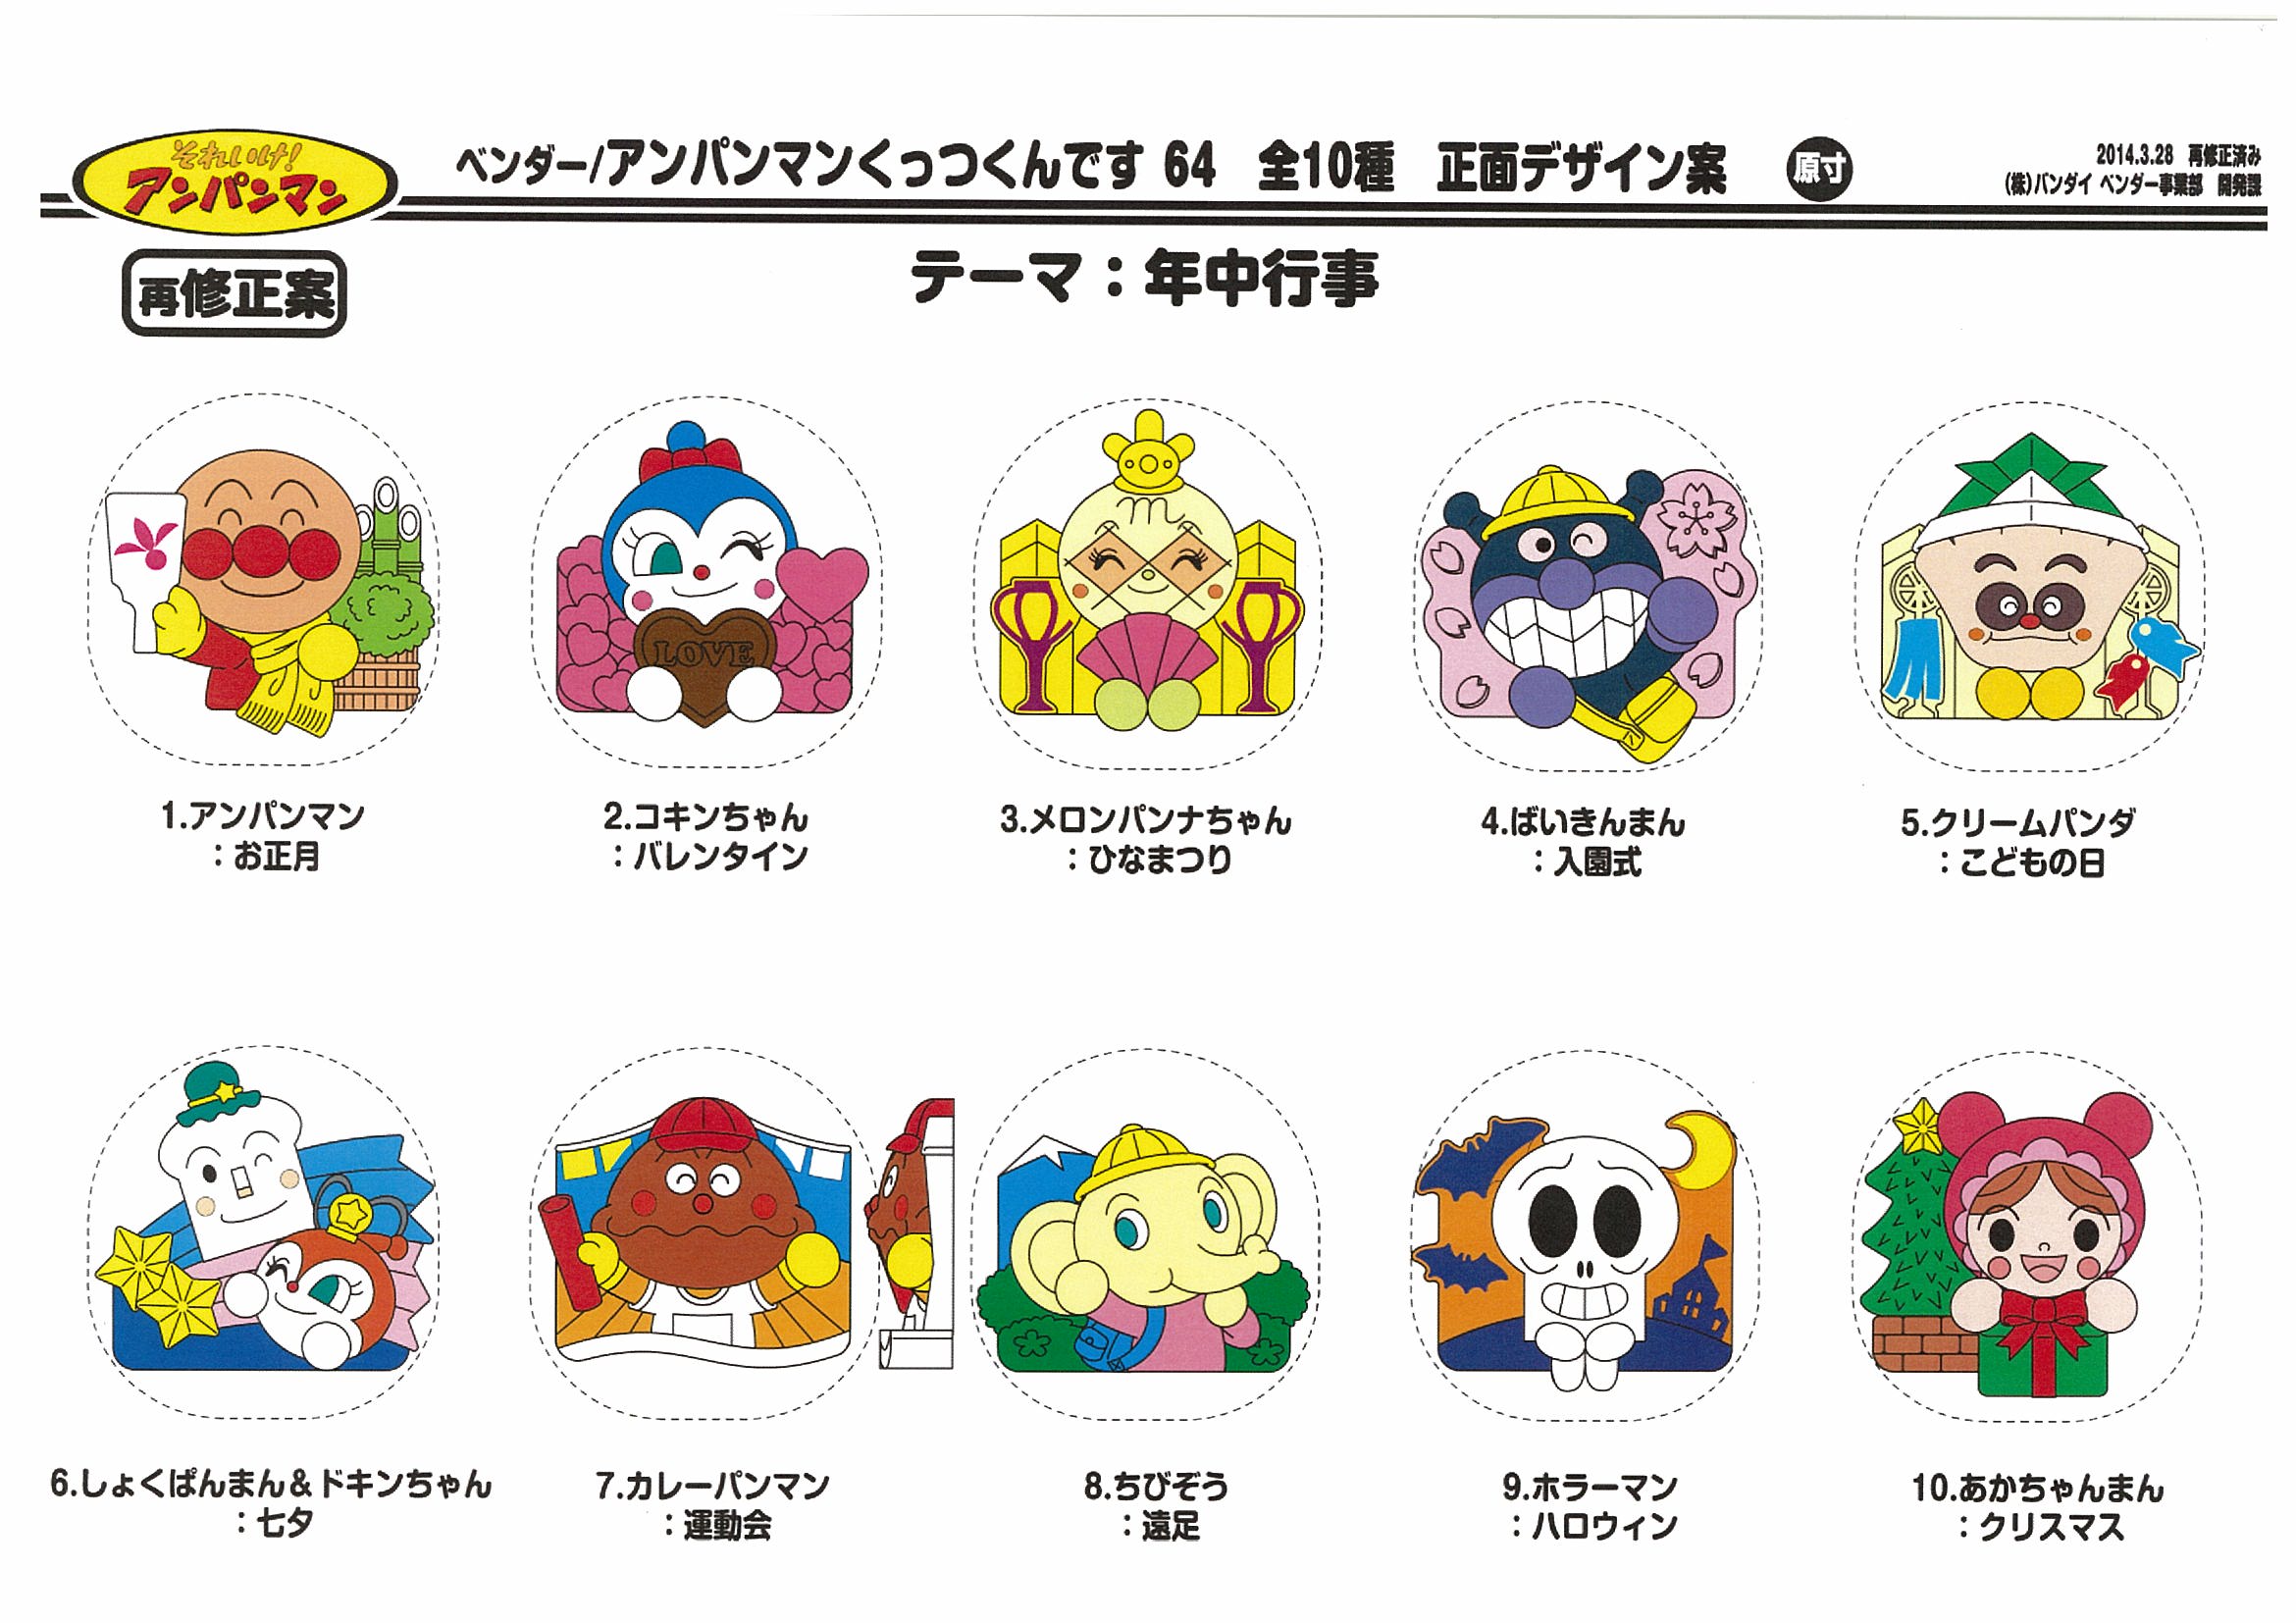 それいけ!
アンパンマン
ベンダー/アンパンマンくっつくんです 64 全10種 正面デザイン案 原寸
2014.3.28 再修正済み
(株)バンダイ ベンダー事業部 開発課
再修正案
テーマ：年中行事
LOVE
1.アンパンマン
：お正月
2.コキンちゃん
：バレンタイン
3.メロンパンナちゃん
：ひなまつり
4.ばいきんまん
：入園式
5.クリームパンダ
：こどもの日
6.しょくぱんまん＆ドキンちゃん
：七夕
7.カレーパンマン
：運動会
8.ちびぞう
：遠足
9.ホラーマン
：ハロウィン
10.あかちゃんまん
：クリスマス